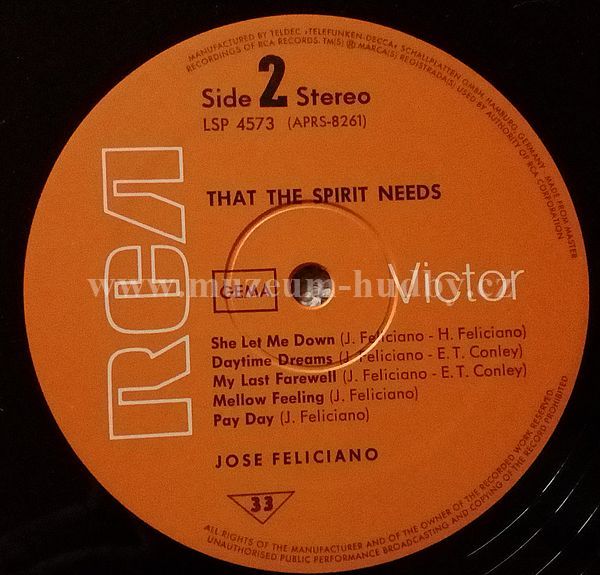 MANUFACTURED BY TELDEC »TELEFUNKEN-DECCA« SCHALLPLATTEN GMBH, HAMBURG, GERMANY MADE FROM MASTER
RECORDINGS OF RCA RECORDS. TM(S) ® MARCA(S) REGISTRADA(S) USED BY AUTHORITY OF RCA CORPORATION
Side 2 Stereo
LSP 4573 (APRS-8261)
RCA
THAT THE SPIRIT NEEDS
GEMA
Victor
www.muzeum-hudby.cz
She Let Me Down (J. Feliciano - H. Feliciano)
Daytime Dreams (J. Feliciano - E. T. Conley)
My Last Farewell (J. Feliciano - E. T. Conley)
Mellow Feeling (J. Feliciano)
Pay Day (J. Feliciano)
JOSE FELICIANO
33
ALL RIGHTS OF THE MANUFACTURER AND OF THE OWNER OF THE RECORDED WORK RESERVED.
UNAUTHORISED PUBLIC PERFORMANCE BROADCASTING AND COPYING OF THE RECORD PROHIBITED